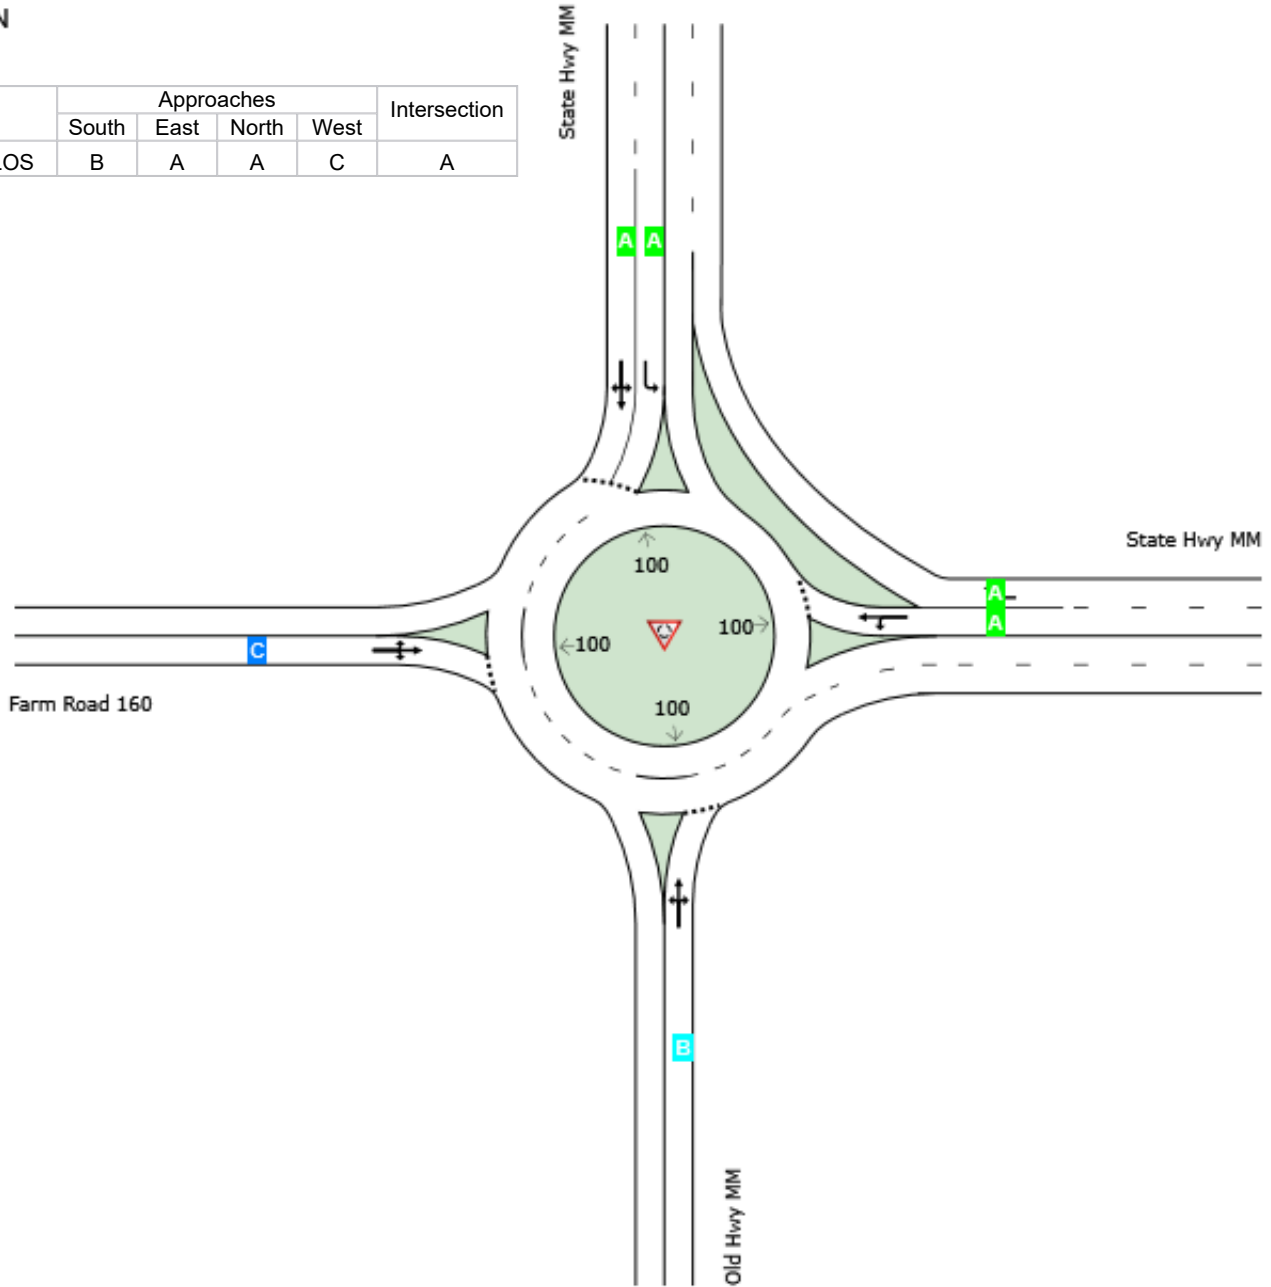 N
State Hwy MM
Approaches
Intersection
South East North West
LOS B A A C A
A A
100
State Hwy MM
A
A
100
100
C
Farm Road 160
100
B
Old Hwy MM